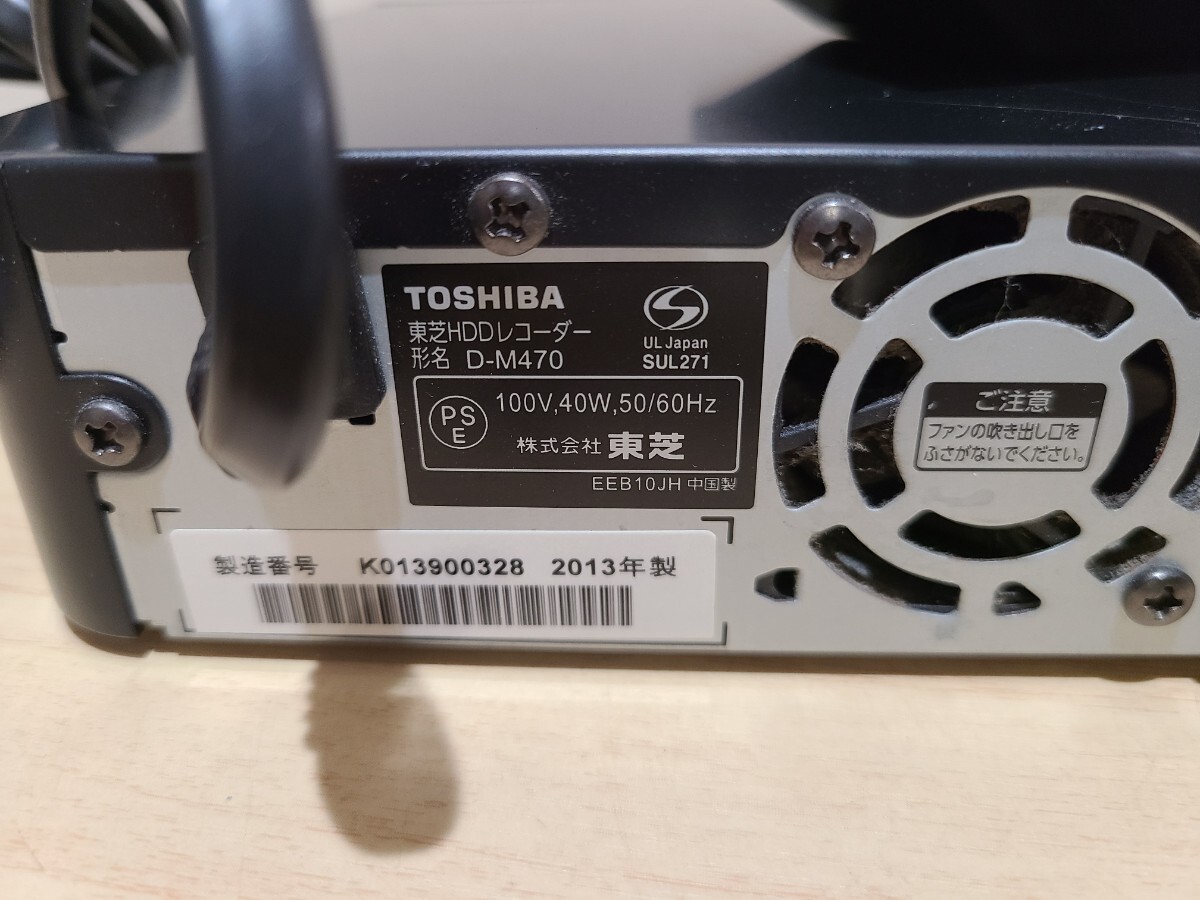 TOSHIBA
東芝HDDレコーダー
形名 D-M470
S
UL Japan
SUL271
PS
E
100V,40W,50/60Hz
株式会社 東芝
EEB10JH 中国製
ご注意
ファンの吹き出し口を
ふさがないでください。
製造番号 K013900328 2013年製